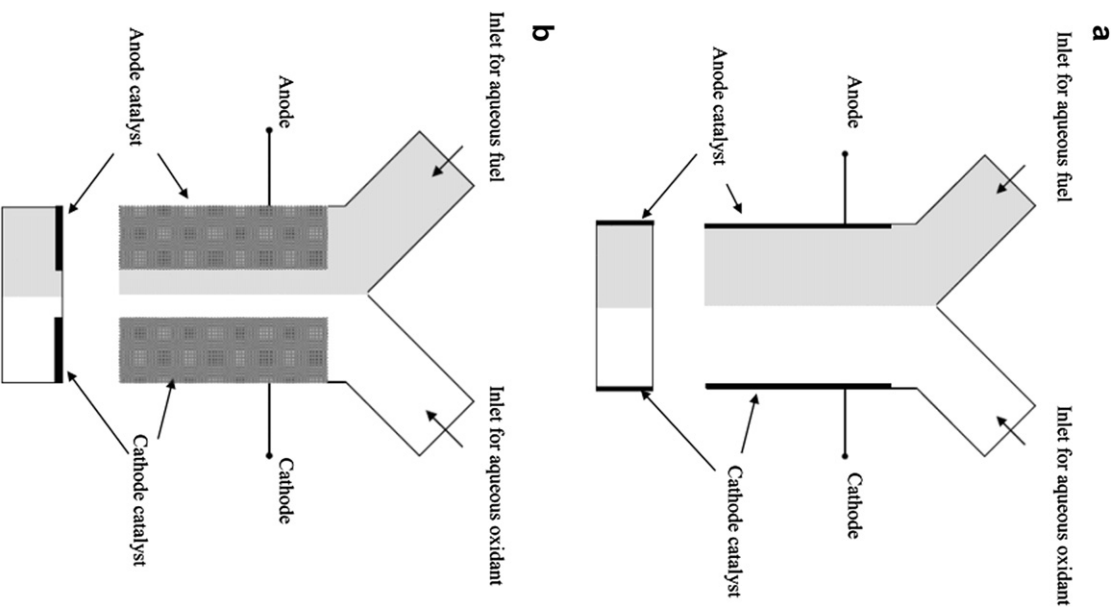 a
Inlet for aqueous fuel
Inlet for aqueous oxidant
Anode
Cathode
Anode catalyst
Cathode catalyst
b
Inlet for aqueous fuel
Inlet for aqueous oxidant
Anode
Cathode
Anode catalyst
Cathode catalyst